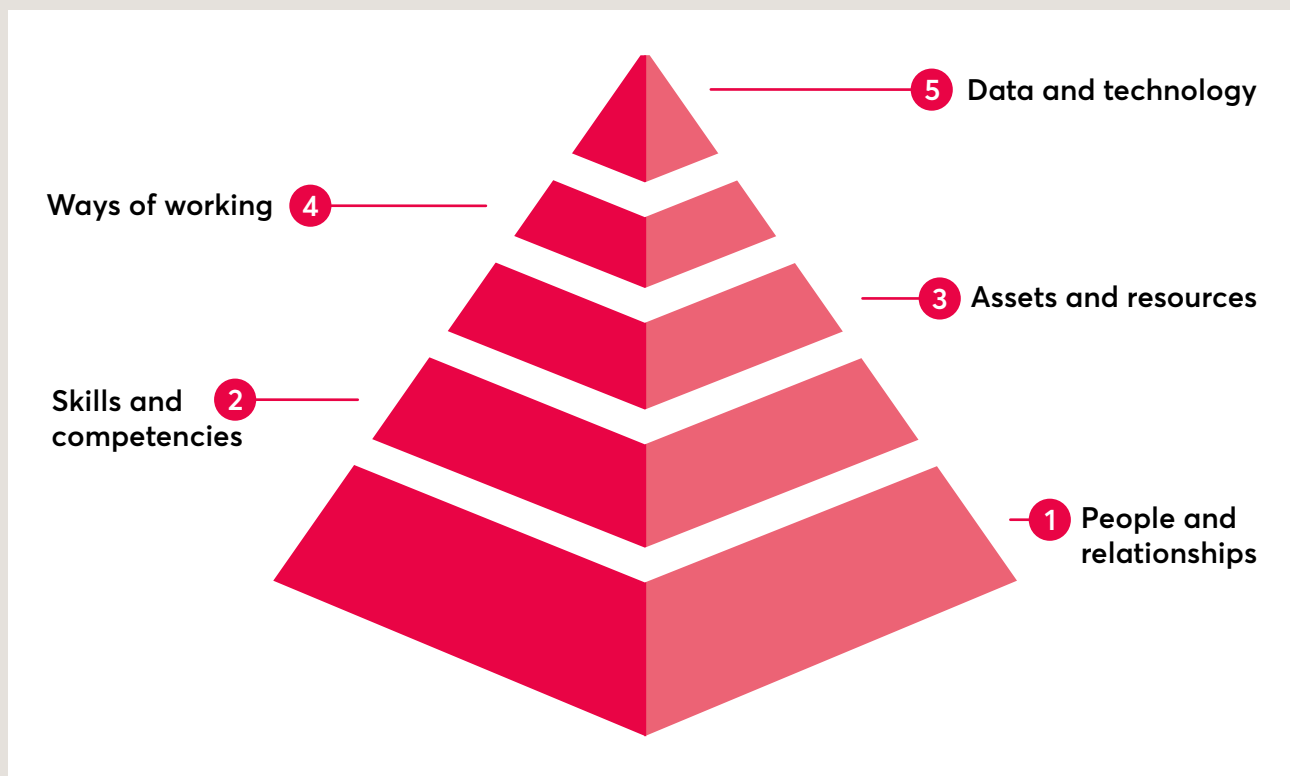 5 Data and technology
Ways of working 4
3 Assets and resources
Skills and 2
competencies
1 People and
relationships